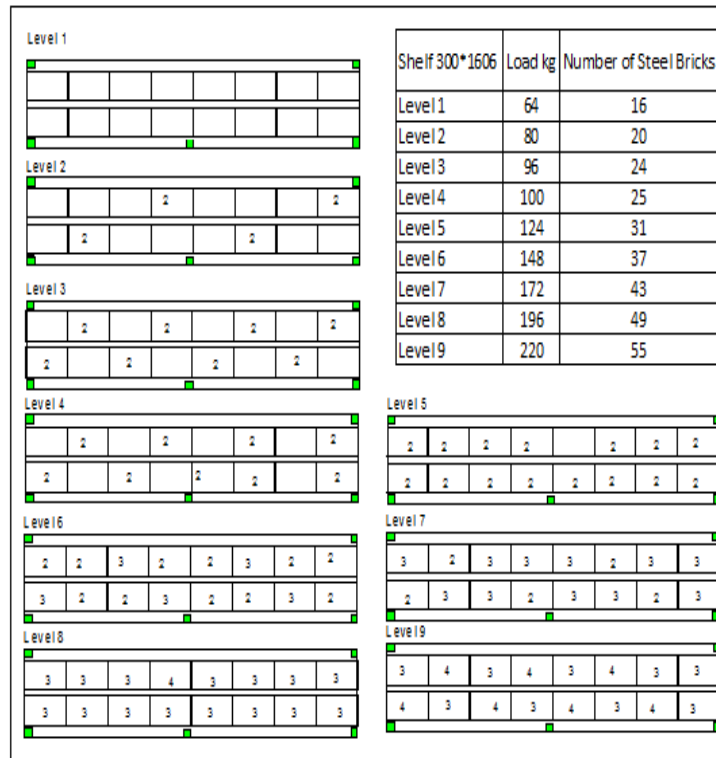 Level 1
Shelf 300*1606 Load kg Number of Steel Bricks
Level 1 64 16
Level 2 80 20
Level 3 96 24
Level 4 100 25
Level 5 124 31
Level 6 148 37
Level 7 172 43
Level 8 196 49
Level 9 220 55
Level 2
2 2
2 2
Level 3
2 2 2 2
2 2 2 2
Level 4
2 2 2 2
2 2 2 2 2
Level 5
2 2 2 2 2 2 2
2 2 2 2 2 2 2 2
Level 6
2 2 3 2 2 3 2 2
3 2 2 3 2 2 3 2
Level 7
3 2 3 3 3 2 3 3
2 3 3 2 3 3 2 3
Level 8
3 3 3 4 3 3 3 3
3 3 3 3 3 3 3 3
Level 9
3 4 3 4 3 4 3 3
4 3 4 3 4 3 4 3